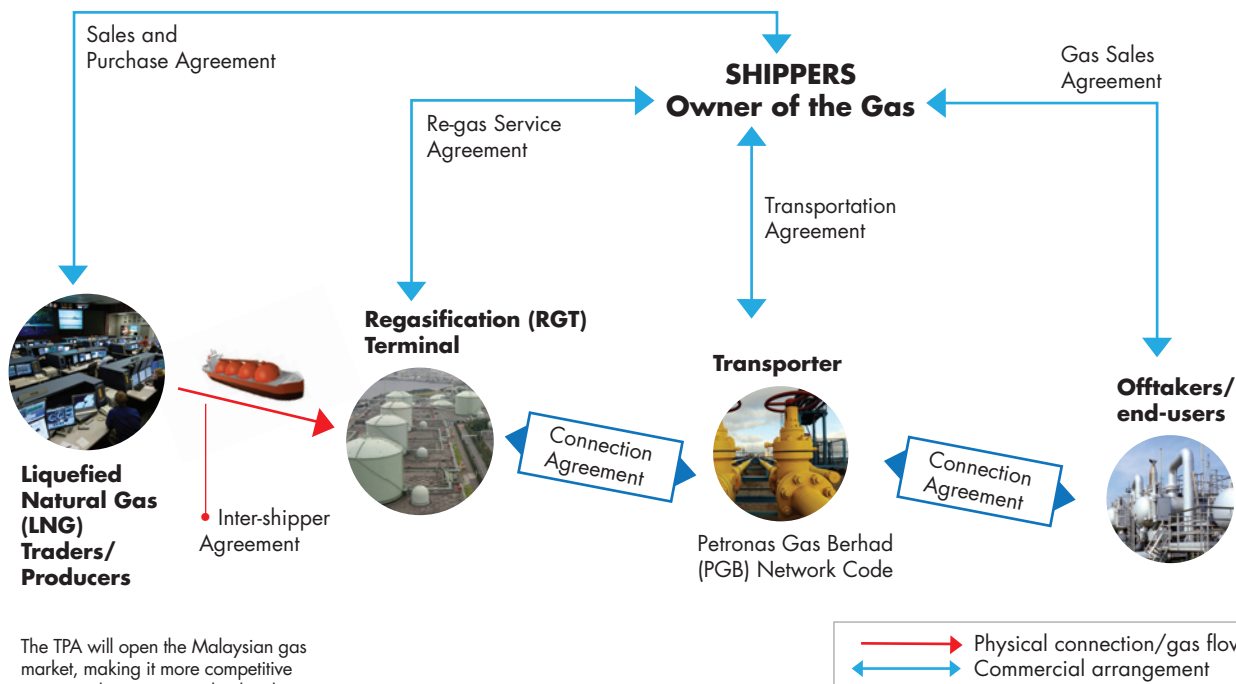 Sales and
Purchase Agreement
SHIPPERS
Owner of the Gas
Gas Sales
Agreement
Re-gas Service
Agreement
Transportation
Agreement
Regasification (RGT)
Terminal
Transporter
Offtakers/
end-users
Connection
Agreement
Connection
Agreement
Liquefied
Natural Gas
(LNG)
Traders/
Producers
Inter-shipper
Agreement
Petronas Gas Berhad
(PGB) Network Code
The TPA will open the Malaysian gas
market, making it more competitive
Physical connection/gas flow
Commercial arrangement